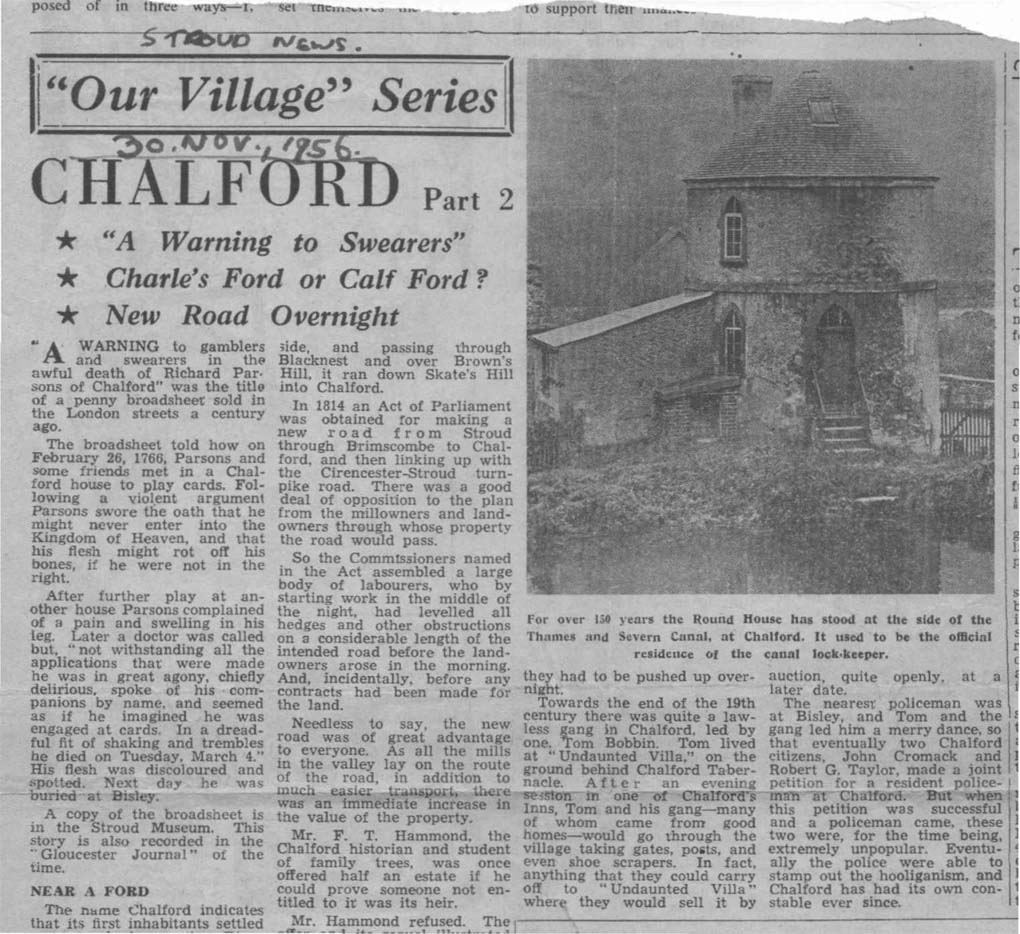 posed of in three ways—1,
set themselves the
to support their
STROUD NEWS.
"Our Village" Series
30. NOV., 1956.
CHALFORD Part 2
★ "A Warning to Swearers"
★ Charle's Ford or Calf Ford ?
★ New Road Overnight
"A WARNING to gamblers
and swearers in the
awful death of Richard Par-
sons of Chalford" was the title
of a penny broadsheet sold in
the London streets a century
ago.
The broadsheet told how on
February 26, 1766, Parsons and
some friends met in a Chal-
ford house to play cards. Fol-
lowing a violent argument
Parsons swore the oath that he
might never enter into the
Kingdom of Heaven, and that
his flesh might rot off his
bones, if he were not in the
right.
After further play at an-
other house Parsons complained
of a pain and swelling in his
leg. Later a doctor was called
but, "not withstanding all the
applications that were made
he was in great agony, chiefly
delirious, spoke of his com-
panions by name, and seemed
as if he imagined he was
engaged at cards. In a dread-
ful fit of shaking and trembles
he died on Tuesday, March 4."
His flesh was discoloured and
spotted. Next day he was
buried at Bisley.
A copy of the broadsheet is
in the Stroud Museum. This
story is also recorded in the
"Gloucester Journal" of the
time.
NEAR A FORD
The name Chalford indicates
that its first inhabitants settled
side, and passing through
Blacknest and over Brown's
Hill, it ran down Skate's Hill
into Chalford.
In 1814 an Act of Parliament
was obtained for making a
new road from Stroud
through Brimscombe to Chal-
ford, and then linking up with
the Cirencester-Stroud turn-
pike road. There was a good
deal of opposition to the plan
from the millowners and land-
owners through whose property
the road would pass.
So the Commissioners named
in the Act assembled a large
body of labourers, who by
starting work in the middle of
the night, had levelled all
hedges and other obstructions
on a considerable length of the
intended road before the land-
owners arose in the morning.
And, incidentally, before any
contracts had been made for
the land.
Needless to say, the new
road was of great advantage
to everyone. As all the mills
in the valley lay on the route
of the road, in addition to
much easier transport, there
was an immediate increase in
the value of the property.
Mr. F. T. Hammond, the
Chalford historian and student
of family trees, was once
offered half an estate if he
could prove someone not en-
titled to it was its heir.
Mr. Hammond refused. The
For over 150 years the Round House has stood at the side of the
Thames and Severn Canal, at Chalford. It used to be the official
residence of the canal lock-keeper.
they had to be pushed up over-
night.
Towards the end of the 19th
century there was quite a law-
less gang in Chalford, led by
one, Tom Bobbin. Tom lived
at "Undaunted Villa," on the
ground behind Chalford Taber-
nacle. After an evening
session in one of Chalford's
Inns, Tom and his gang—many
of whom came from good
homes—would go through the
village taking gates, posts, and
even shoe scrapers. In fact,
anything that they could carry
off to "Undaunted Villa"
where they would sell it by
auction, quite openly, at a
later date.
The nearest policeman was
at Bisley, and Tom and the
gang led him a merry dance, so
that eventually two Chalford
citizens, John Cromack and
Robert G. Taylor, made a joint
petition for a resident police-
man at Chalford. But when
this petition was successful
and a policeman came, these
two were, for the time being,
extremely unpopular. Eventu-
ally the police were able to
stamp out the hooliganism, and
Chalford has had its own con-
stable ever since.